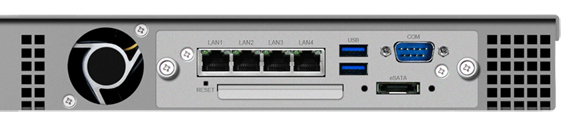 LAN1 LAN2 LAN3 LAN4 USB COM
RESET eSATA